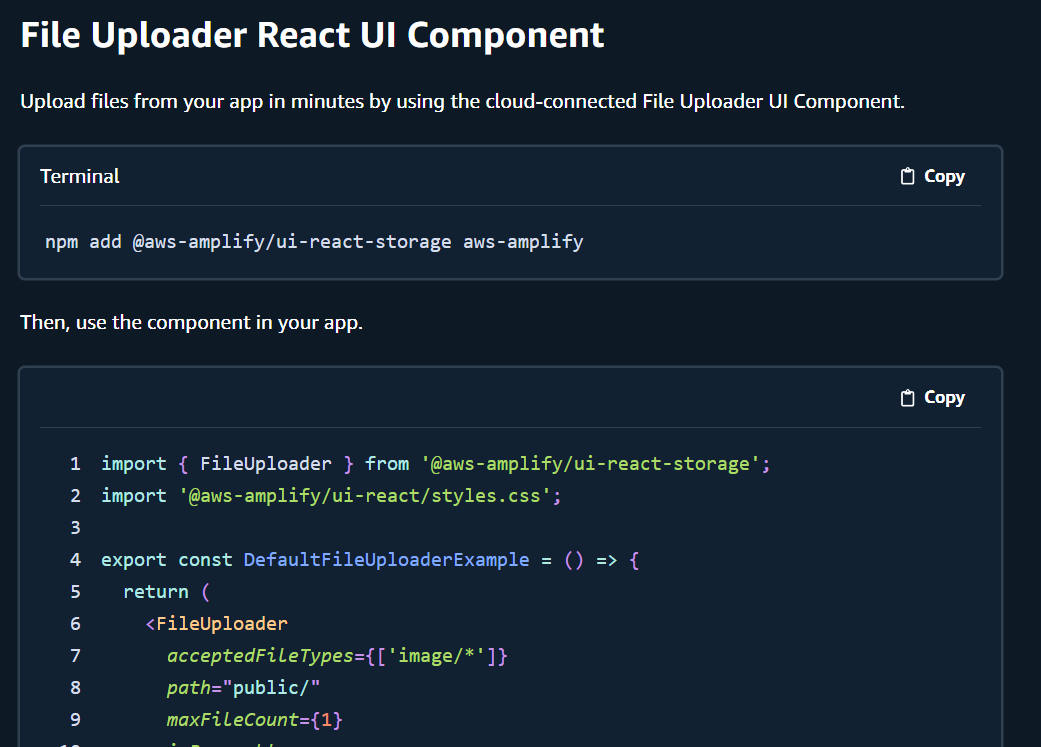 File Uploader React UI Component
Upload files from your app in minutes by using the cloud-connected File Uploader UI Component.
Terminal
Copy
npm add @aws-amplify/ui-react-storage aws-amplify
Then, use the component in your app.
Copy
1 import { FileUploader } from '@aws-amplify/ui-react-storage';
2 import '@aws-amplify/ui-react/styles.css';
3
4 export const DefaultFileUploaderExample = () => {
5 return (
6 <FileUploader
7 acceptedFileTypes={['image/*']}
8 path="public/"
9 maxFileCount={1}